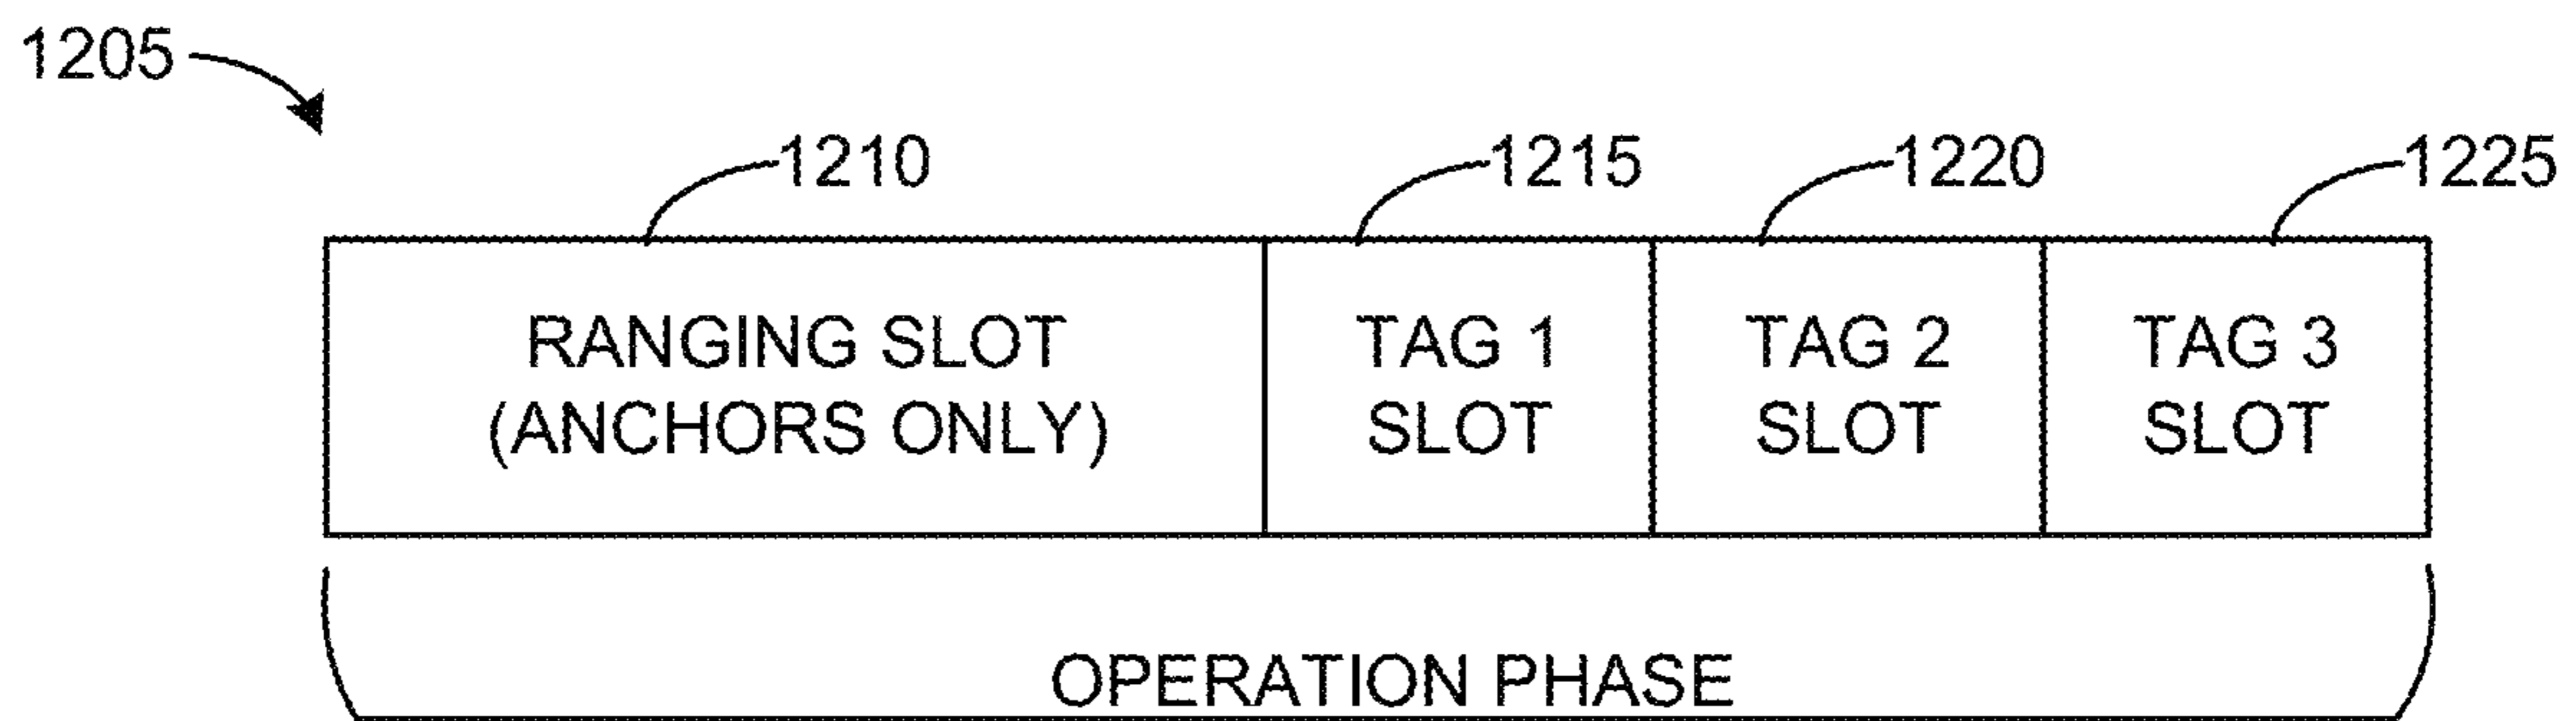 1205
1210
1215
1220
1225
RANGING SLOT
(ANCHORS ONLY)
TAG 1
SLOT
TAG 2
SLOT
TAG 3
SLOT
OPERATION PHASE